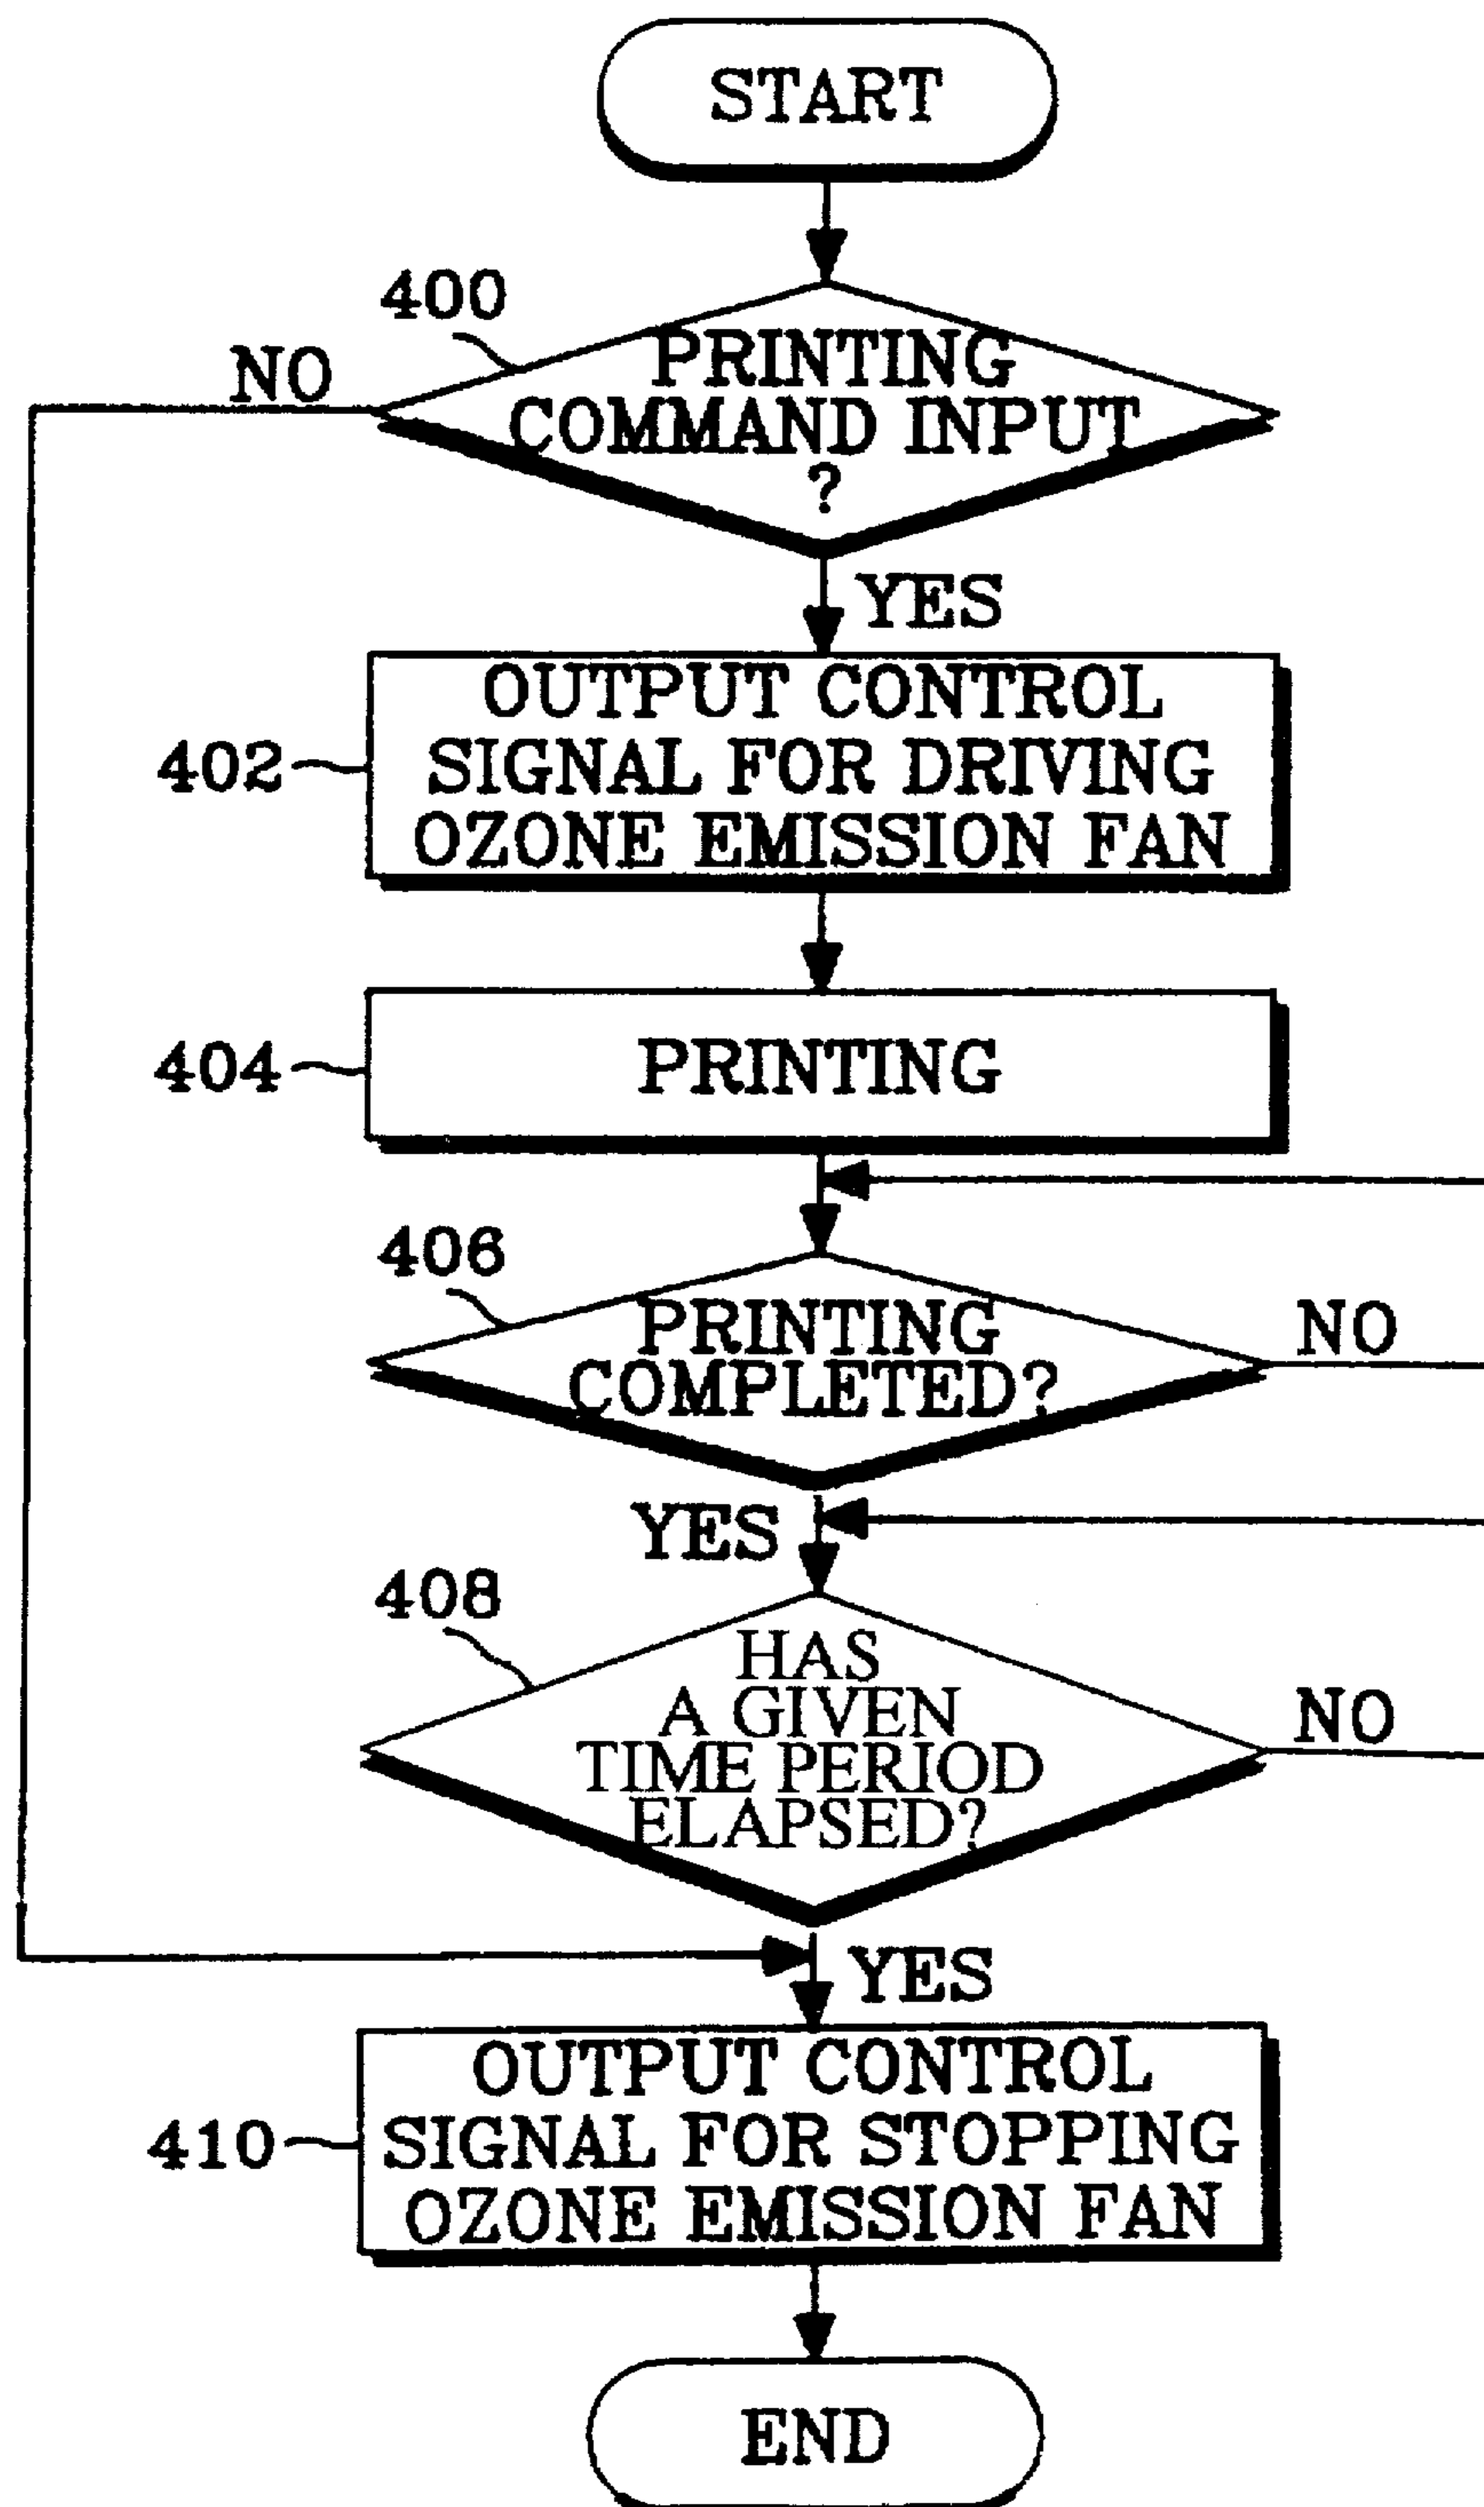 START
400
NO
PRINTING
COMMAND INPUT
?
YES
402
OUTPUT CONTROL
SIGNAL FOR DRIVING
OZONE EMISSION FAN
404
PRINTING
406
PRINTING
COMPLETED?
NO
YES
408
HAS
A GIVEN
TIME PERIOD
ELAPSED?
NO
YES
410
OUTPUT CONTROL
SIGNAL FOR STOPPING
OZONE EMISSION FAN
END